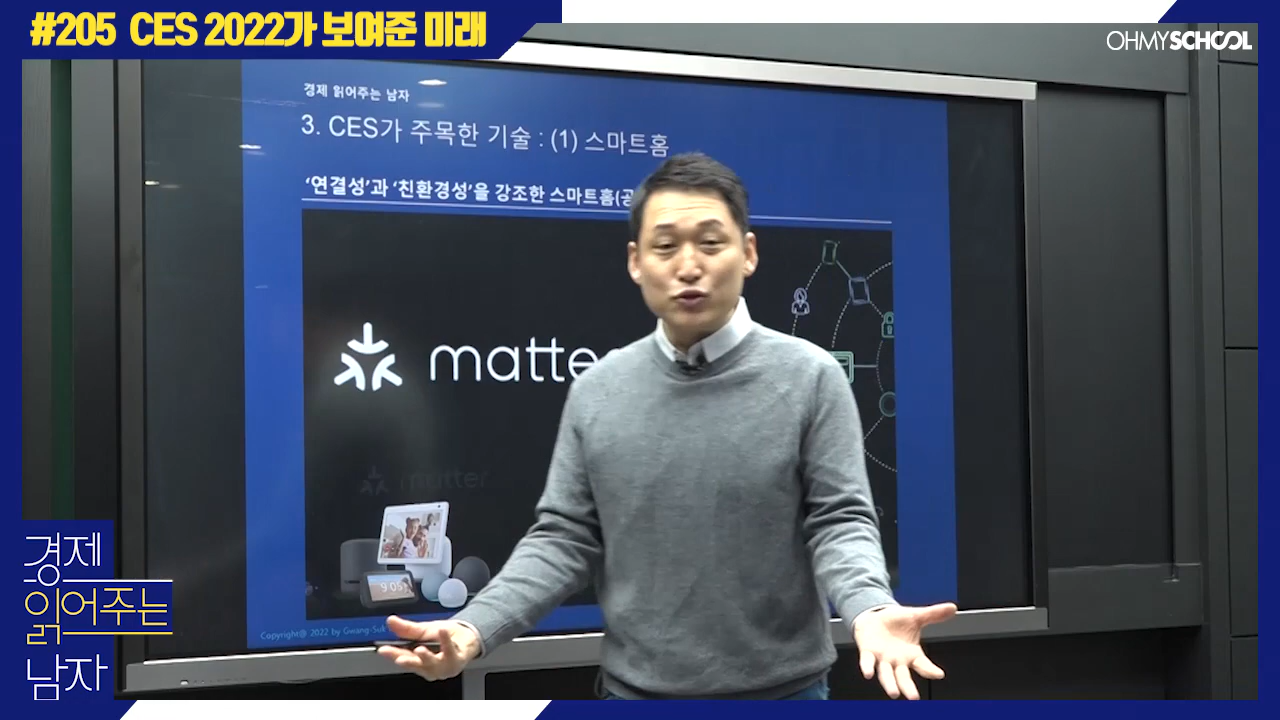 #205 CES 2022가 보여준 미래
OHMYSCHOOL
경제 읽어주는 남자
3. CES가 주목한 기술 : (1) 스마트홈
'연결성'과 '친환경성'을 강조한 스마트홈(공
matte
matter
9:05
Copyright@ 2022 by Gwang-Suk
경제
읽어주는
남자